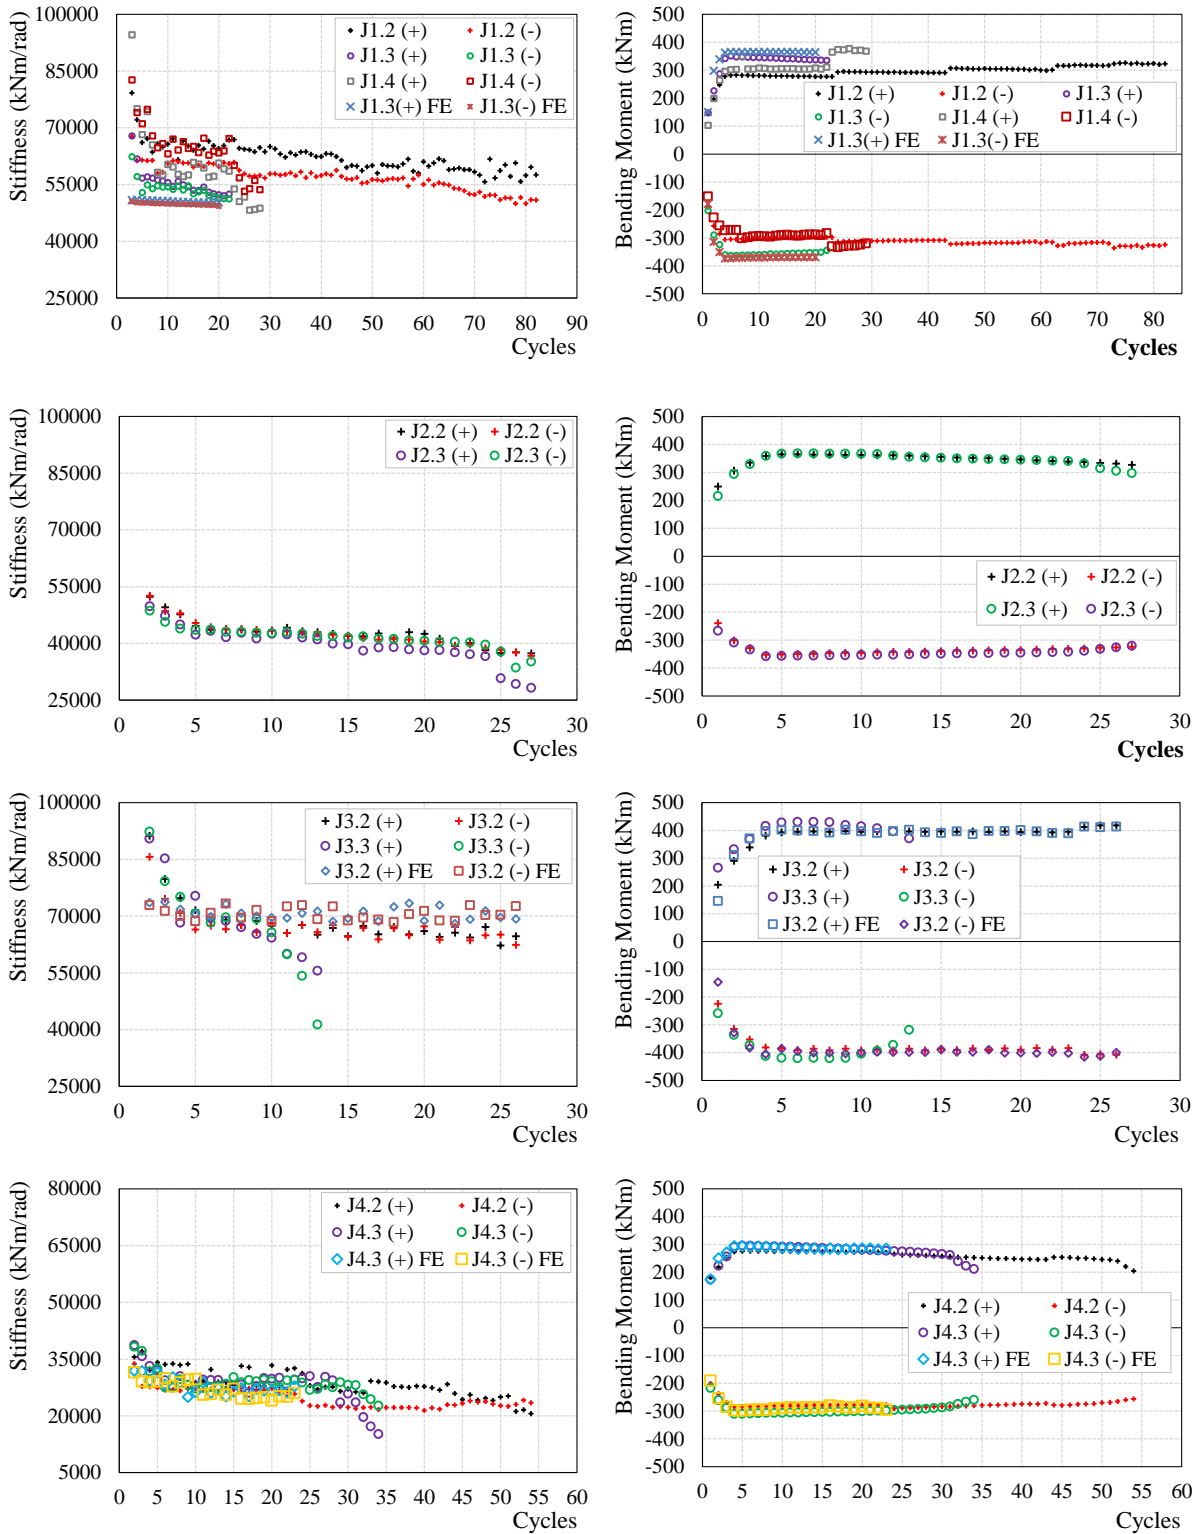 Stiffness (kNm/rad)
100000
85000
70000
55000
40000
25000
J1.2 (+) J1.2 (-)
J1.3 (+) J1.3 (-)
J1.4 (+) J1.4 (-)
J1.3(+) FE J1.3(-) FE
0 10 20 30 40 50 60 70 80 90
Cycles
Bending Moment (kNm)
500
400
300
200
100
0
-100
-200
-300
-400
-500
J1.2 (+) J1.2 (-) J1.3 (+)
J1.3 (-) J1.4 (+) J1.4 (-)
J1.3(+) FE J1.3(-) FE
0 10 20 30 40 50 60 70 80
Cycles
Stiffness (kNm/rad)
100000
85000
70000
55000
40000
25000
J2.2 (+) J2.2 (-)
J2.3 (+) J2.3 (-)
0 5 10 15 20 25 30
Cycles
Bending Moment (kNm)
500
400
300
200
100
0
-100
-200
-300
-400
-500
J2.2 (+) J2.2 (-)
J2.3 (+) J2.3 (-)
0 5 10 15 20 25 30
Cycles
Stiffness (kNm/rad)
100000
85000
70000
55000
40000
25000
J3.2 (+) J3.2 (-)
J3.3 (+) J3.3 (-)
J3.2 (+) FE J3.2 (-) FE
0 5 10 15 20 25 30
Cycles
Bending Moment (kNm)
500
400
300
200
100
0
-100
-200
-300
-400
-500
J3.2 (+) J3.2 (-)
J3.3 (+) J3.3 (-)
J3.2 (+) FE J3.2 (-) FE
0 5 10 15 20 25 30
Cycles
Stiffness (kNm/rad)
80000
65000
50000
35000
20000
5000
J4.2 (+) J4.2 (-)
J4.3 (+) J4.3 (-)
J4.3 (+) FE J4.3 (-) FE
0 5 10 15 20 25 30 35 40 45 50 55 60
Cycles
Bending Moment (kNm)
500
400
300
200
100
0
-100
-200
-300
-400
-500
J4.2 (+) J4.2 (-)
J4.3 (+) J4.3 (-)
J4.3 (+) FE J4.3 (-) FE
0 5 10 15 20 25 30 35 40 45 50 55 60
Cycles